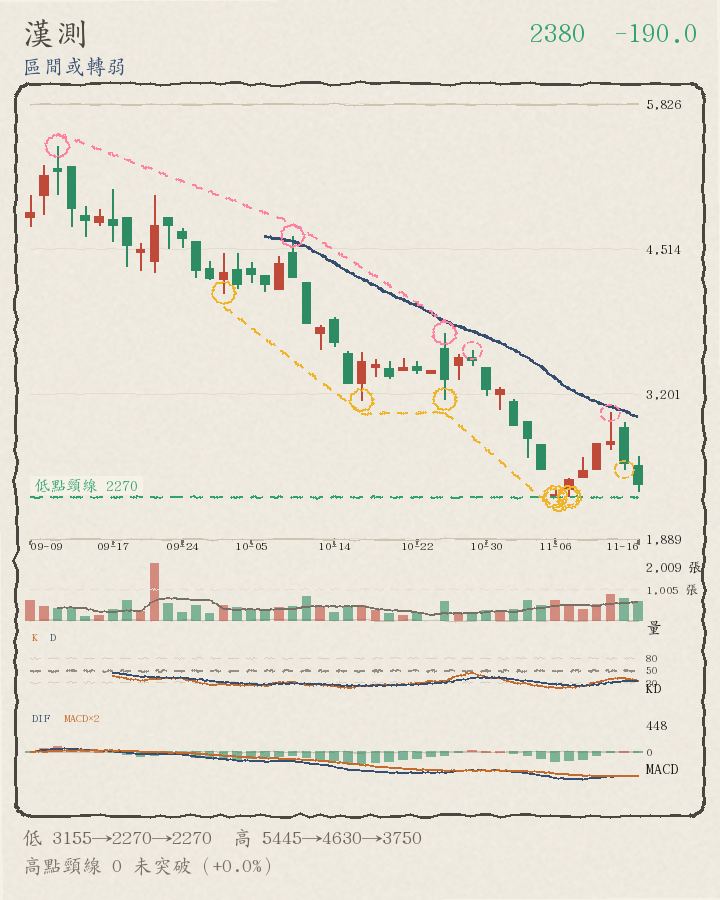 漢測
2380 -190.0
區間或轉弱
5,826
4,514
3,201
低點頸線 2270
1,889
09-09 09-17 09-24 10-05 10-14 10-22 10-30 11-06 11-16
2,009 張
1,005 張
量
K D
80
50
20
KD
DIF MACD×2
448
0
MACD
低 3155→2270→2270 高 5445→4630→3750
高點頸線 0 未突破 (+0.0%)